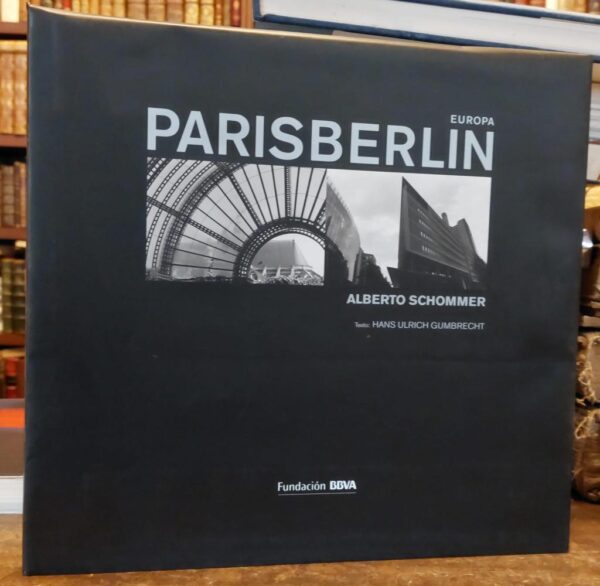 EUROPA
PARISBERLIN
ALBERTO SCHOMMER
Texto: HANS ULRICH GUMBRECHT
Fundación BBVA